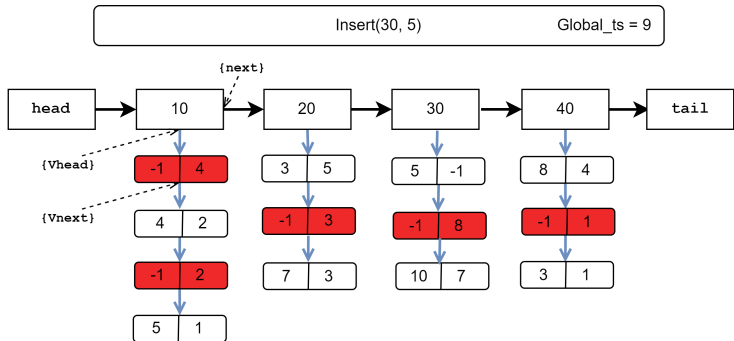 Insert(30, 5) Global_ts = 9
{next}
head 10 20 30 40 tail
{Vhead} -1 4 3 5 5 -1 8 4
{Vnext} 4 2 -1 3 -1 8 -1 1
-1 2 7 3 10 7 3 1
5 1